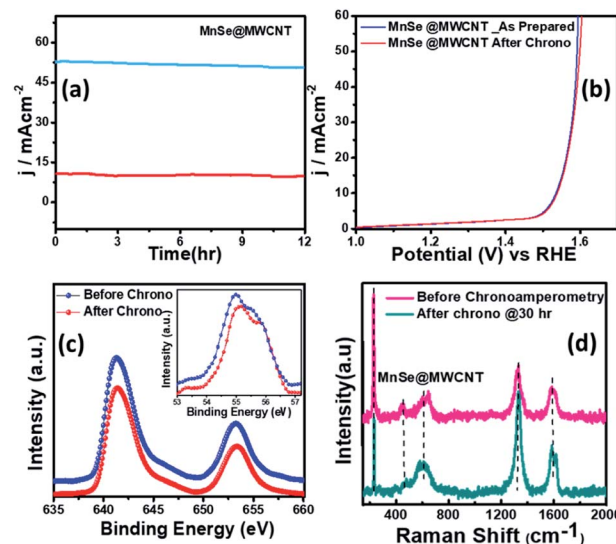 MnSe@MWCNT
(a)
j / mAcm-2
60
45
30
15
0
0 3 6 9 12
Time(hr)
MnSe @MWCNT _As Prepared
MnSe @MWCNT After Chrono
(b)
j / mAcm-2
60
50
40
30
20
10
0
1.0 1.2 1.4 1.6
Potential (V) vs RHE
Before Chrono
After Chrono
(c)
Intensity (a.u.)
635 640 645 650 655 660
Binding Energy (eV)
Intensity (a.u.)
53 54 55 56 57
Binding Energy (eV)
Before Chronoamperometry
After chrono @30 hr
(d)
MnSe@MWCNT
Intensity(a.u)
400 800 1200 1600 2000
Raman Shift (cm-1)